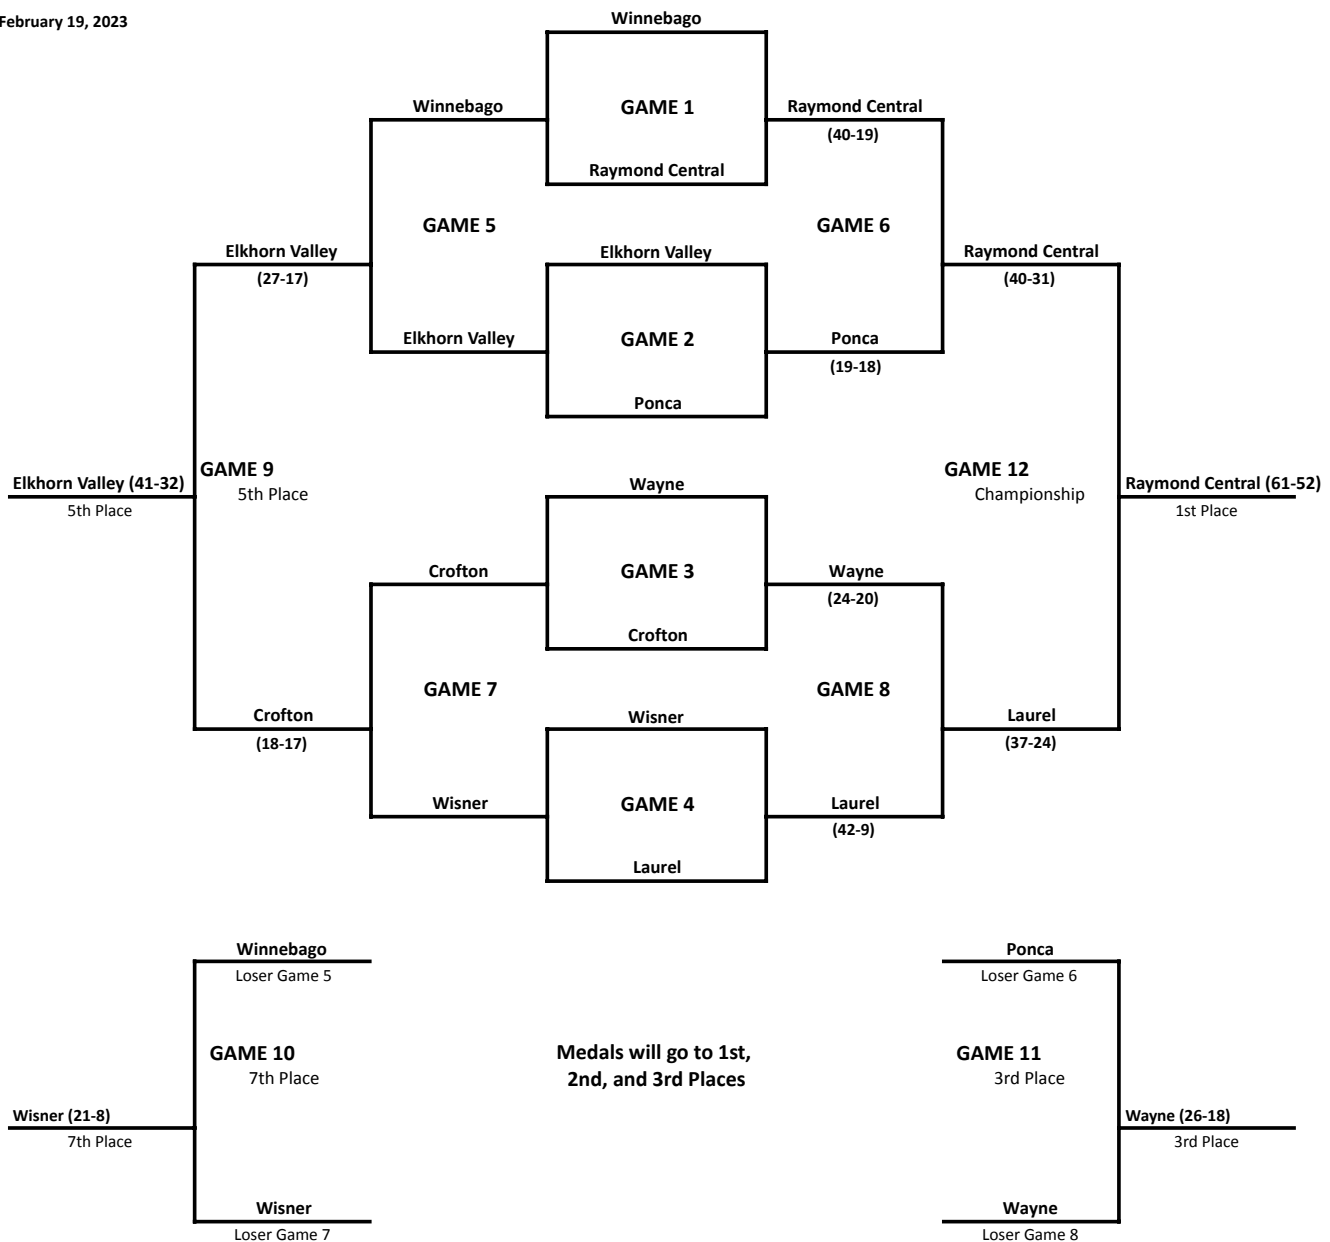 February 19, 2023
Winnebago
GAME 1
Raymond Central
Winnebago
Raymond Central
(40-19)
GAME 5
GAME 6
Elkhorn Valley
(27-17)
Elkhorn Valley
Raymond Central
(40-31)
Elkhorn Valley
GAME 2
Ponca
(19-18)
Ponca
GAME 9
5th Place
Elkhorn Valley (41-32)
5th Place
GAME 12
Championship
Raymond Central (61-52)
1st Place
Wayne
GAME 3
Crofton
Crofton
Wayne
(24-20)
GAME 7
GAME 8
Crofton
(18-17)
Wisner
Laurel
(37-24)
Wisner
GAME 4
Laurel
(42-9)
Laurel
Winnebago
Loser Game 5
GAME 10
7th Place
Wisner (21-8)
7th Place
Wisner
Loser Game 7
Medals will go to 1st,
2nd, and 3rd Places
Ponca
Loser Game 6
GAME 11
3rd Place
Wayne (26-18)
3rd Place
Wayne
Loser Game 8